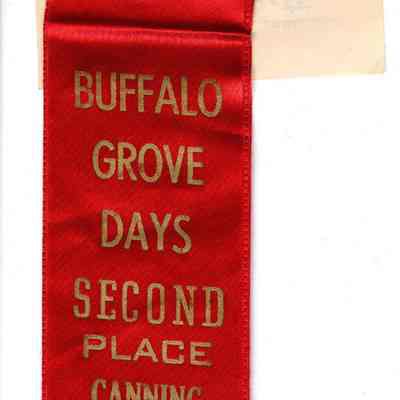 BUFFALO
GROVE
DAYS
SECOND
PLACE
CANNING